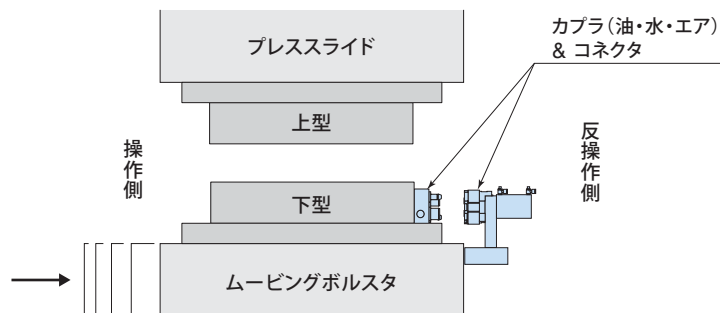 プレススライド
カプラ（油・水・エア）
& コネクタ
上型
操作側
反操作側
下型
ムービングボルスタ